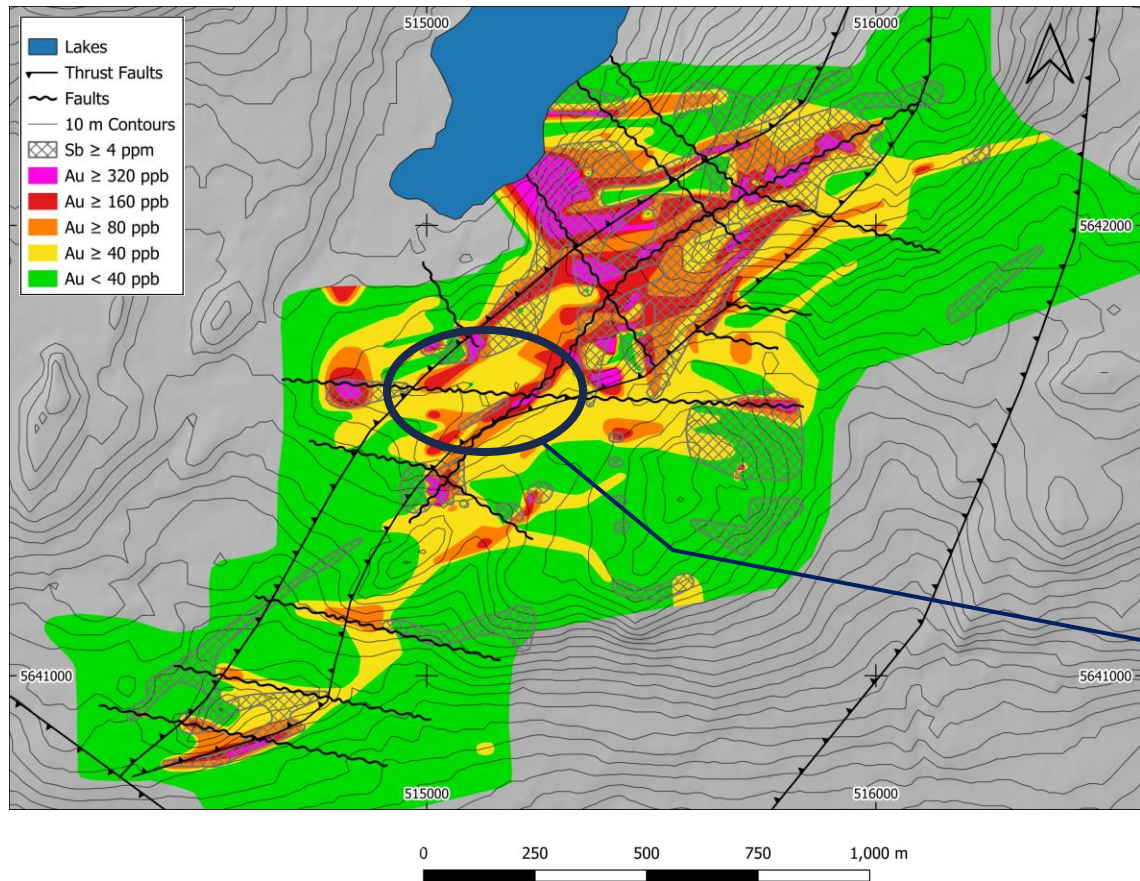 515000
516000
Lakes
Thrust Faults
Faults
10 m Contours
Sb ≥ 4 ppm
Au ≥ 320 ppb
Au ≥ 160 ppb
Au ≥ 80 ppb
Au ≥ 40 ppb
Au < 40 ppb
5642000
5641000
5641000
515000
516000
0 250 500 750 1,000 m